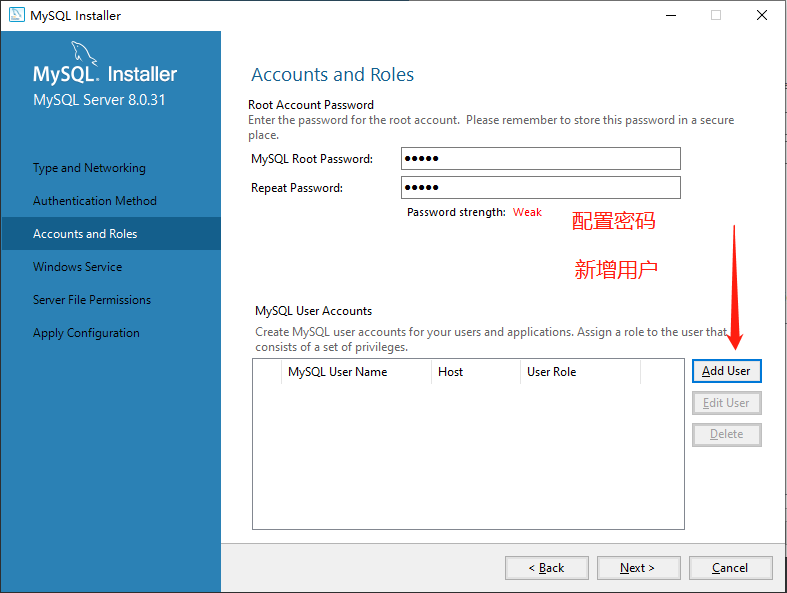 MySQL Installer
MySQL. Installer
MySQL Server 8.0.31
Type and Networking
Authentication Method
Accounts and Roles
Windows Service
Server File Permissions
Apply Configuration
Accounts and Roles
Root Account Password
Enter the password for the root account. Please remember to store this password in a secure
place.
MySQL Root Password: ●●●●●
Repeat Password: ●●●●●
Password strength: Weak
配置密码
新增用户
MySQL User Accounts
Create MySQL user accounts for your users and applications. Assign a role to the user that
consists of a set of privileges.
MySQL User Name Host User Role
Add User
Edit User
Delete
< Back Next > Cancel